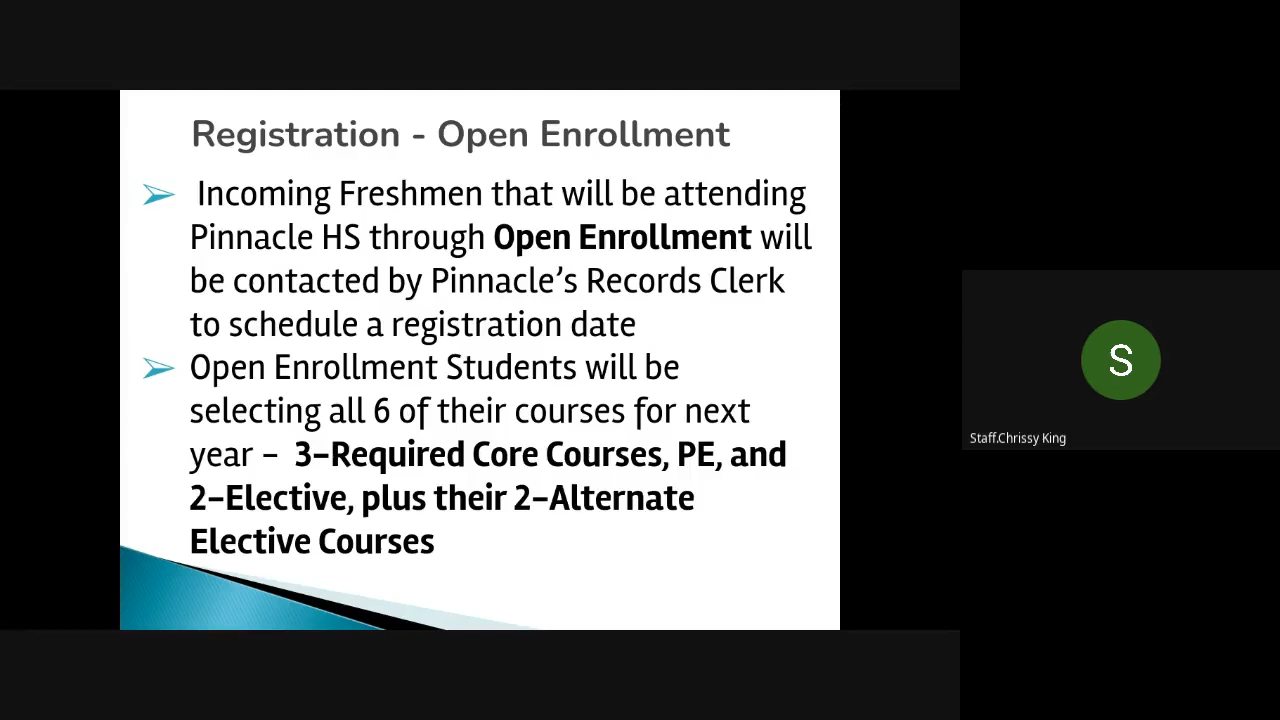 Registration - Open Enrollment
➢ Incoming Freshmen that will be attending
Pinnacle HS through Open Enrollment will
be contacted by Pinnacle’s Records Clerk
to schedule a registration date
➢ Open Enrollment Students will be
selecting all 6 of their courses for next
year – 3–Required Core Courses, PE, and
2–Elective, plus their 2–Alternate
Elective Courses
S
Staff.Chrissy King